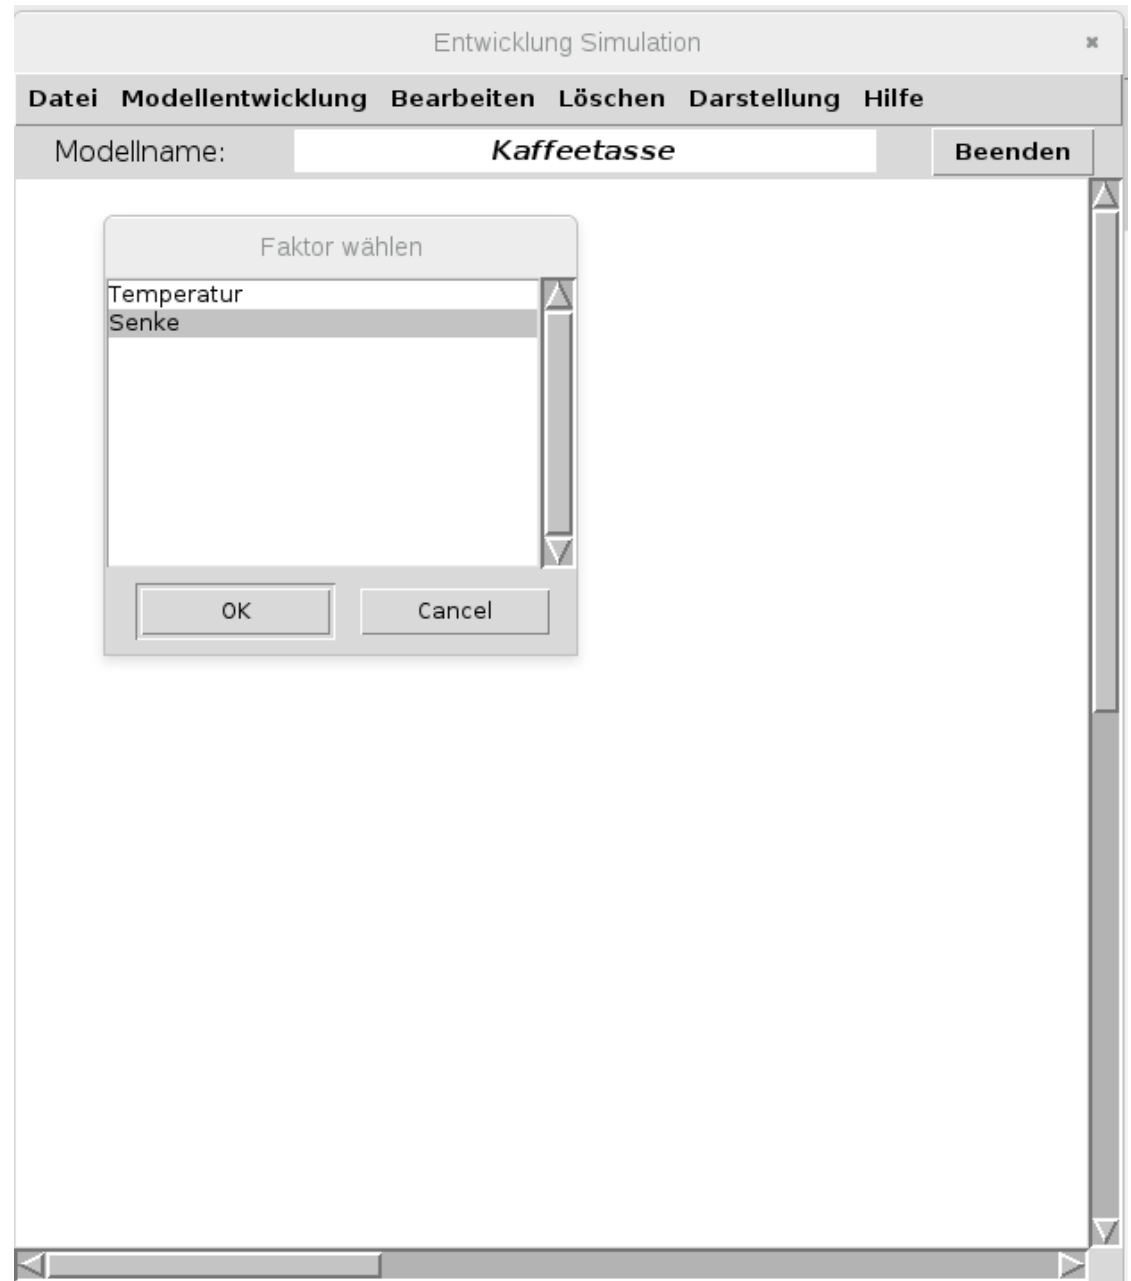 Entwicklung Simulation
Datei Modellentwicklung Bearbeiten Löschen Darstellung Hilfe
Modellname: Kaffeetasse Beenden
Faktor wählen
Temperatur
Senke
OK Cancel